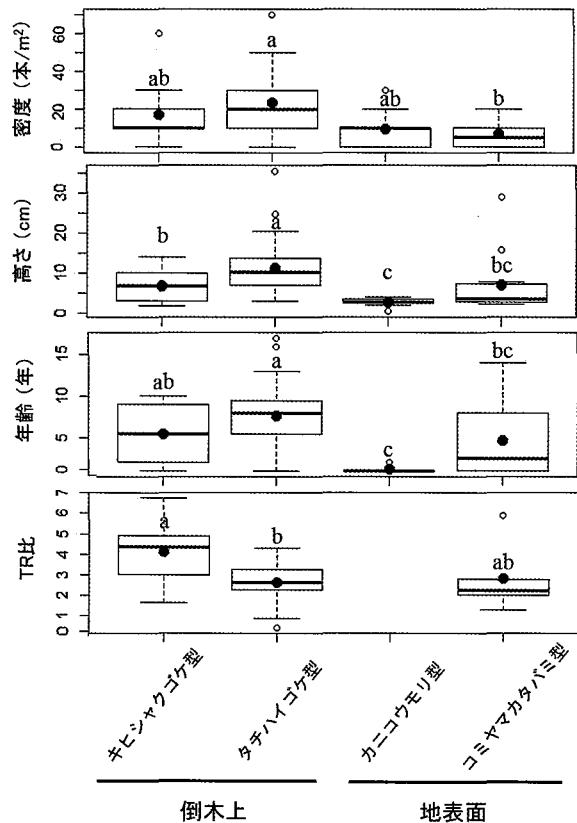 密度（本/m²）
0 20 40 60
ab a ab b
高さ（cm）
0 10 20 30
b a c bc
年齢（年）
0 5 10 15
ab a c bc
TR比
0 1 2 3 4 5 6 7
a b ab
キヒシャクゴケ型
タチハイゴケ型
カニコウモリ型
コミヤマカタバミ型
倒木上
地表面